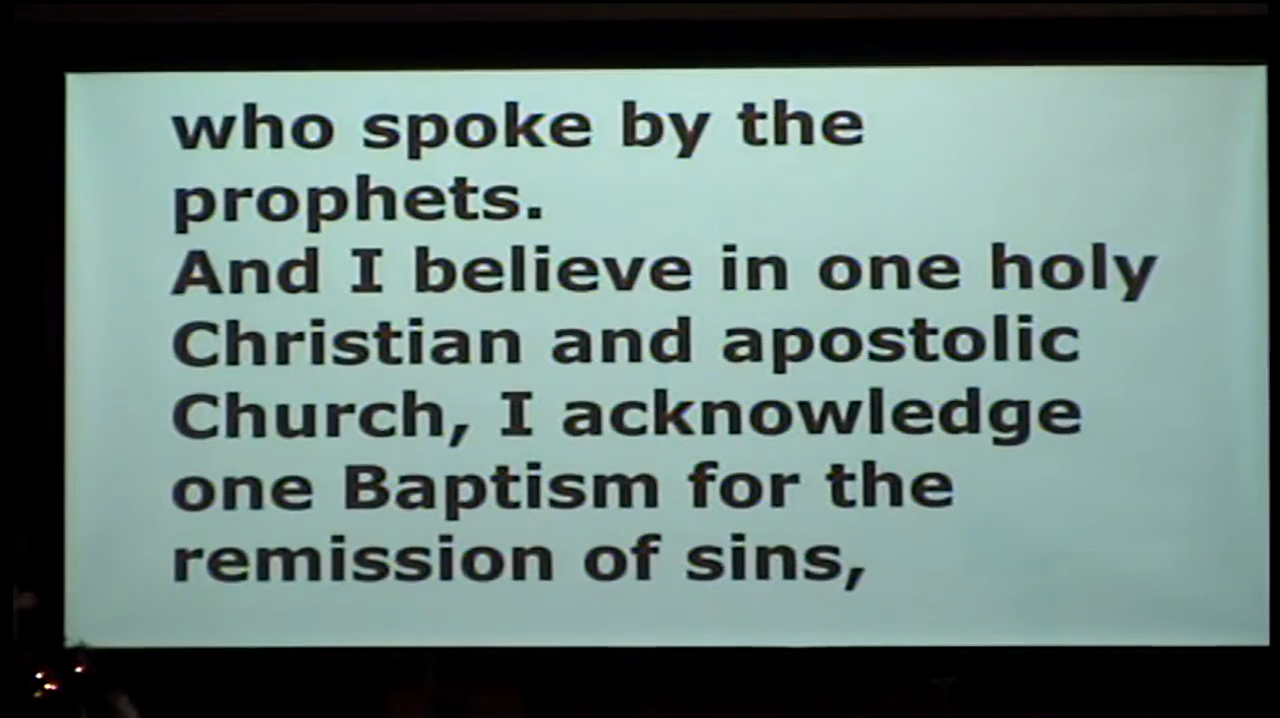 who spoke by the
prophets.
And I believe in one holy
Christian and apostolic
Church, I acknowledge
one Baptism for the
remission of sins,